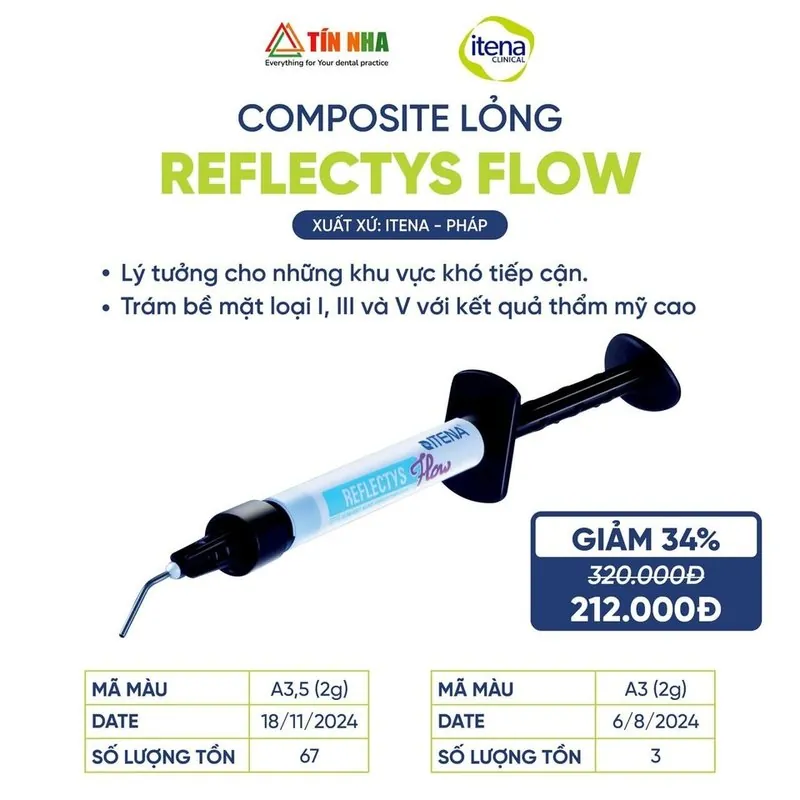 TÍN NHA
Everything for Your dental practice
itena
CLINICAL
COMPOSITE LỎNG
REFLECTYS FLOW
XUẤT XỨ: ITENA - PHÁP
• Lý tưởng cho những khu vực khó tiếp cận.
• Trám bề mặt loại I, III và V với kết quả thẩm mỹ cao
ITENA
REFLECTYS Flow
GIẢM 34%
320.000Đ
212.000Đ
MÃ MÀU A3,5 (2g)
DATE 18/11/2024
SỐ LƯỢNG TỒN 67
MÃ MÀU A3 (2g)
DATE 6/8/2024
SỐ LƯỢNG TỒN 3